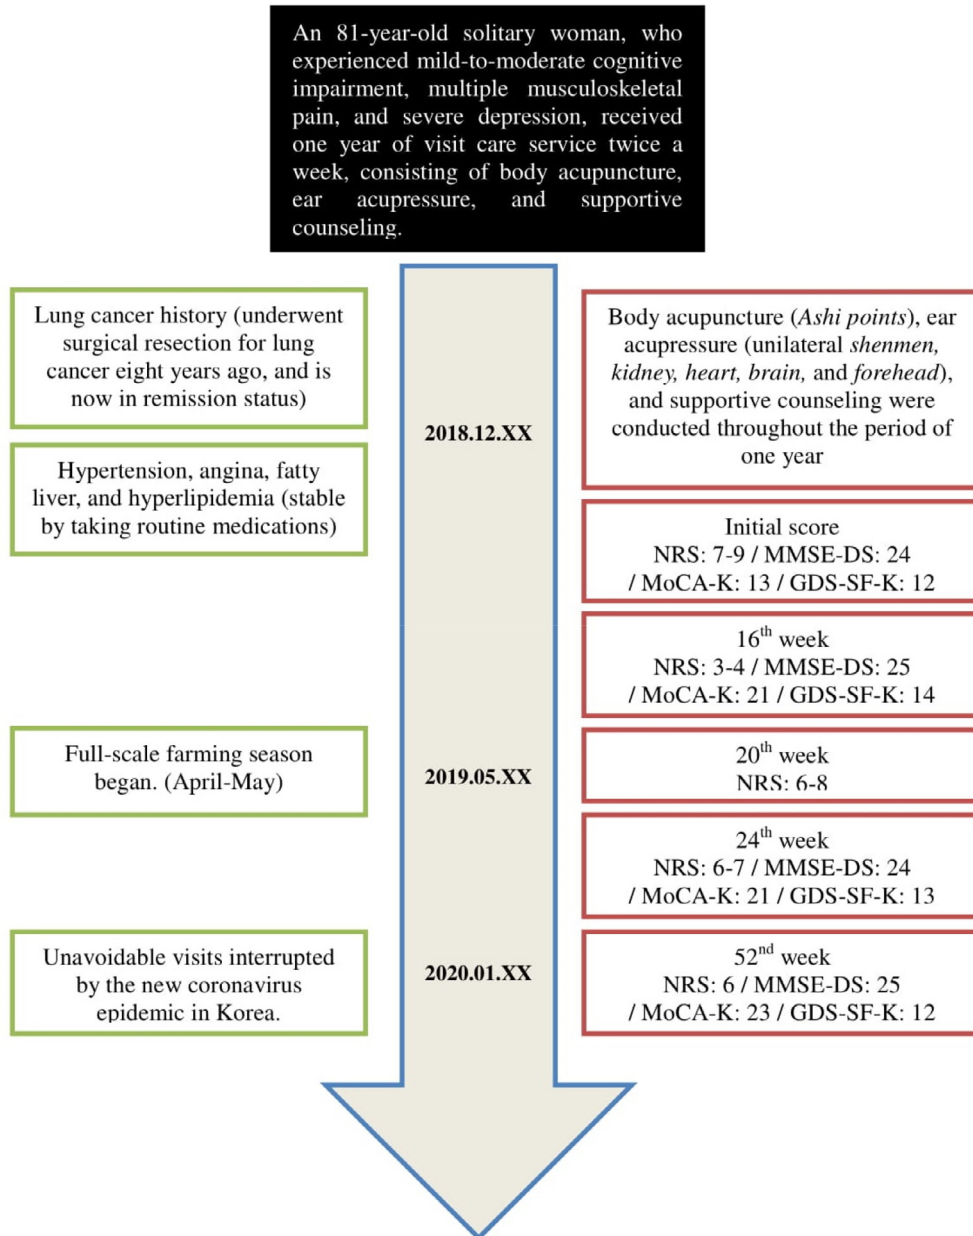 An 81-year-old solitary woman, who
experienced mild-to-moderate cognitive
impairment, multiple musculoskeletal
pain, and severe depression, received
one year of visit care service twice a
week, consisting of body acupuncture,
ear acupressure, and supportive
counseling.
Lung cancer history (underwent
surgical resection for lung
cancer eight years ago, and is
now in remission status)
Hypertension, angina, fatty
liver, and hyperlipidemia (stable
by taking routine medications)
2018.12.XX
Body acupuncture (Ashi points), ear
acupressure (unilateral shenmen,
kidney, heart, brain, and forehead),
and supportive counseling were
conducted throughout the period of
one year
Initial score
NRS: 7-9 / MMSE-DS: 24
/ MoCA-K: 13 / GDS-SF-K: 12
16th week
NRS: 3-4 / MMSE-DS: 25
/ MoCA-K: 21 / GDS-SF-K: 14
Full-scale farming season
began. (April-May)
2019.05.XX
20th week
NRS: 6-8
24th week
NRS: 6-7 / MMSE-DS: 24
/ MoCA-K: 21 / GDS-SF-K: 13
Unavoidable visits interrupted
by the new coronavirus
epidemic in Korea.
2020.01.XX
52nd week
NRS: 6 / MMSE-DS: 25
/ MoCA-K: 23 / GDS-SF-K: 12